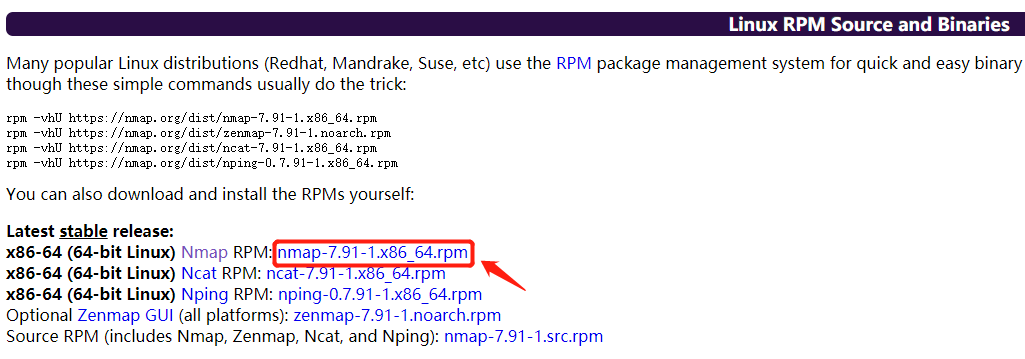 Linux RPM Source and Binaries
Many popular Linux distributions (Redhat, Mandrake, Suse, etc) use the RPM package management system for quick and easy binary
though these simple commands usually do the trick:
rpm -vhU https://nmap.org/dist/nmap-7.91-1.x86_64.rpm
rpm -vhU https://nmap.org/dist/zenmap-7.91-1.noarch.rpm
rpm -vhU https://nmap.org/dist/ncat-7.91-1.x86_64.rpm
rpm -vhU https://nmap.org/dist/nping-0.7.91-1.x86_64.rpm
You can also download and install the RPMs yourself:
Latest stable release:
x86-64 (64-bit Linux) Nmap RPM: nmap-7.91-1.x86_64.rpm
x86-64 (64-bit Linux) Ncat RPM: ncat-7.91-1.x86_64.rpm
x86-64 (64-bit Linux) Nping RPM: nping-0.7.91-1.x86_64.rpm
Optional Zenmap GUI (all platforms): zenmap-7.91-1.noarch.rpm
Source RPM (includes Nmap, Zenmap, Ncat, and Nping): nmap-7.91-1.src.rpm